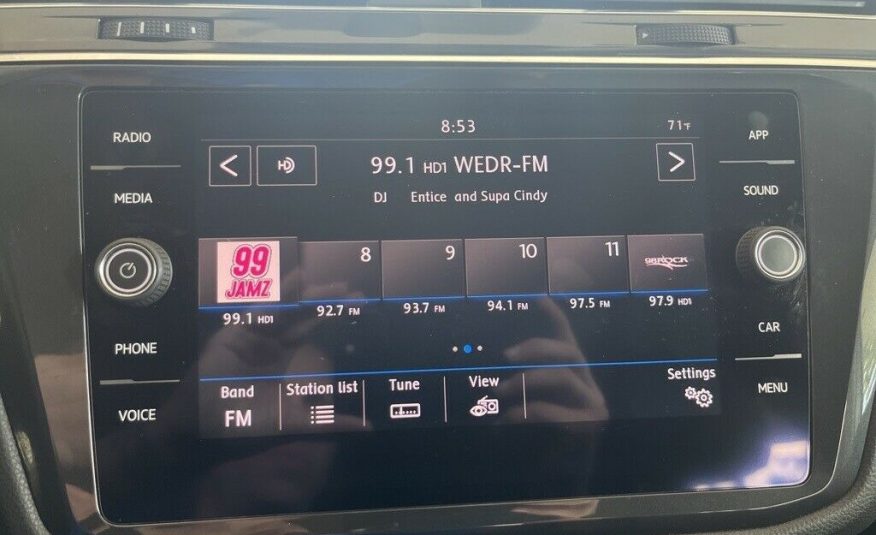 8:53
71°F
RADIO
MEDIA
PHONE
VOICE
APP
SOUND
CAR
MENU
HD
99.1 HD1 WEDR-FM
DJ Entice and Supa Cindy
99
JAMZ
8
9
10
11
98ROCK
99.1 HD1
92.7 FM
93.7 FM
94.1 FM
97.5 FM
97.9 HD1
Band
FM
Station list
Tune
View
Settings